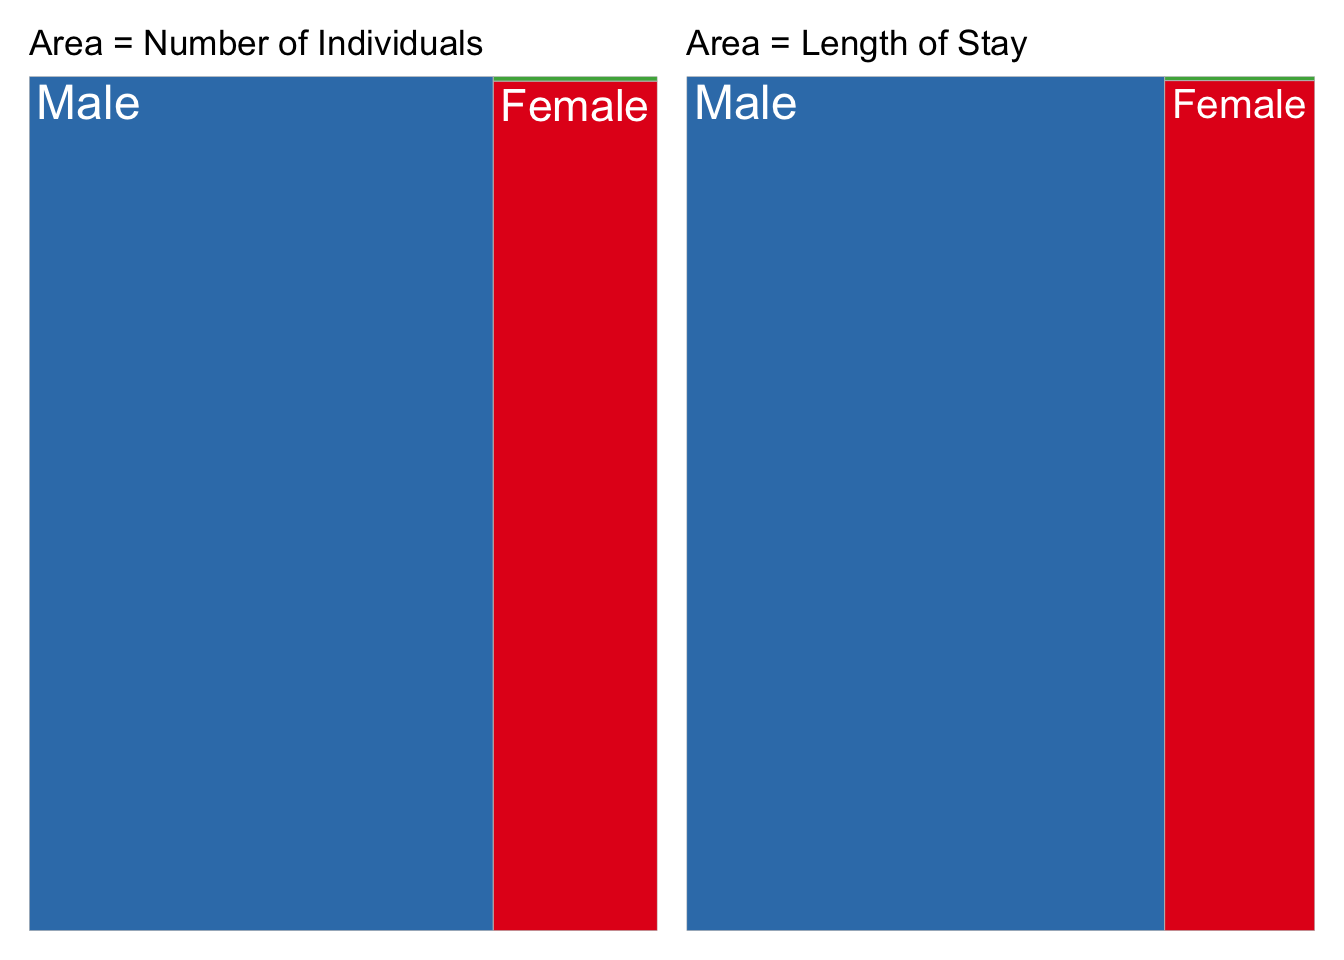 Area = Number of Individuals
Male
Female
Area = Length of Stay
Male
Female